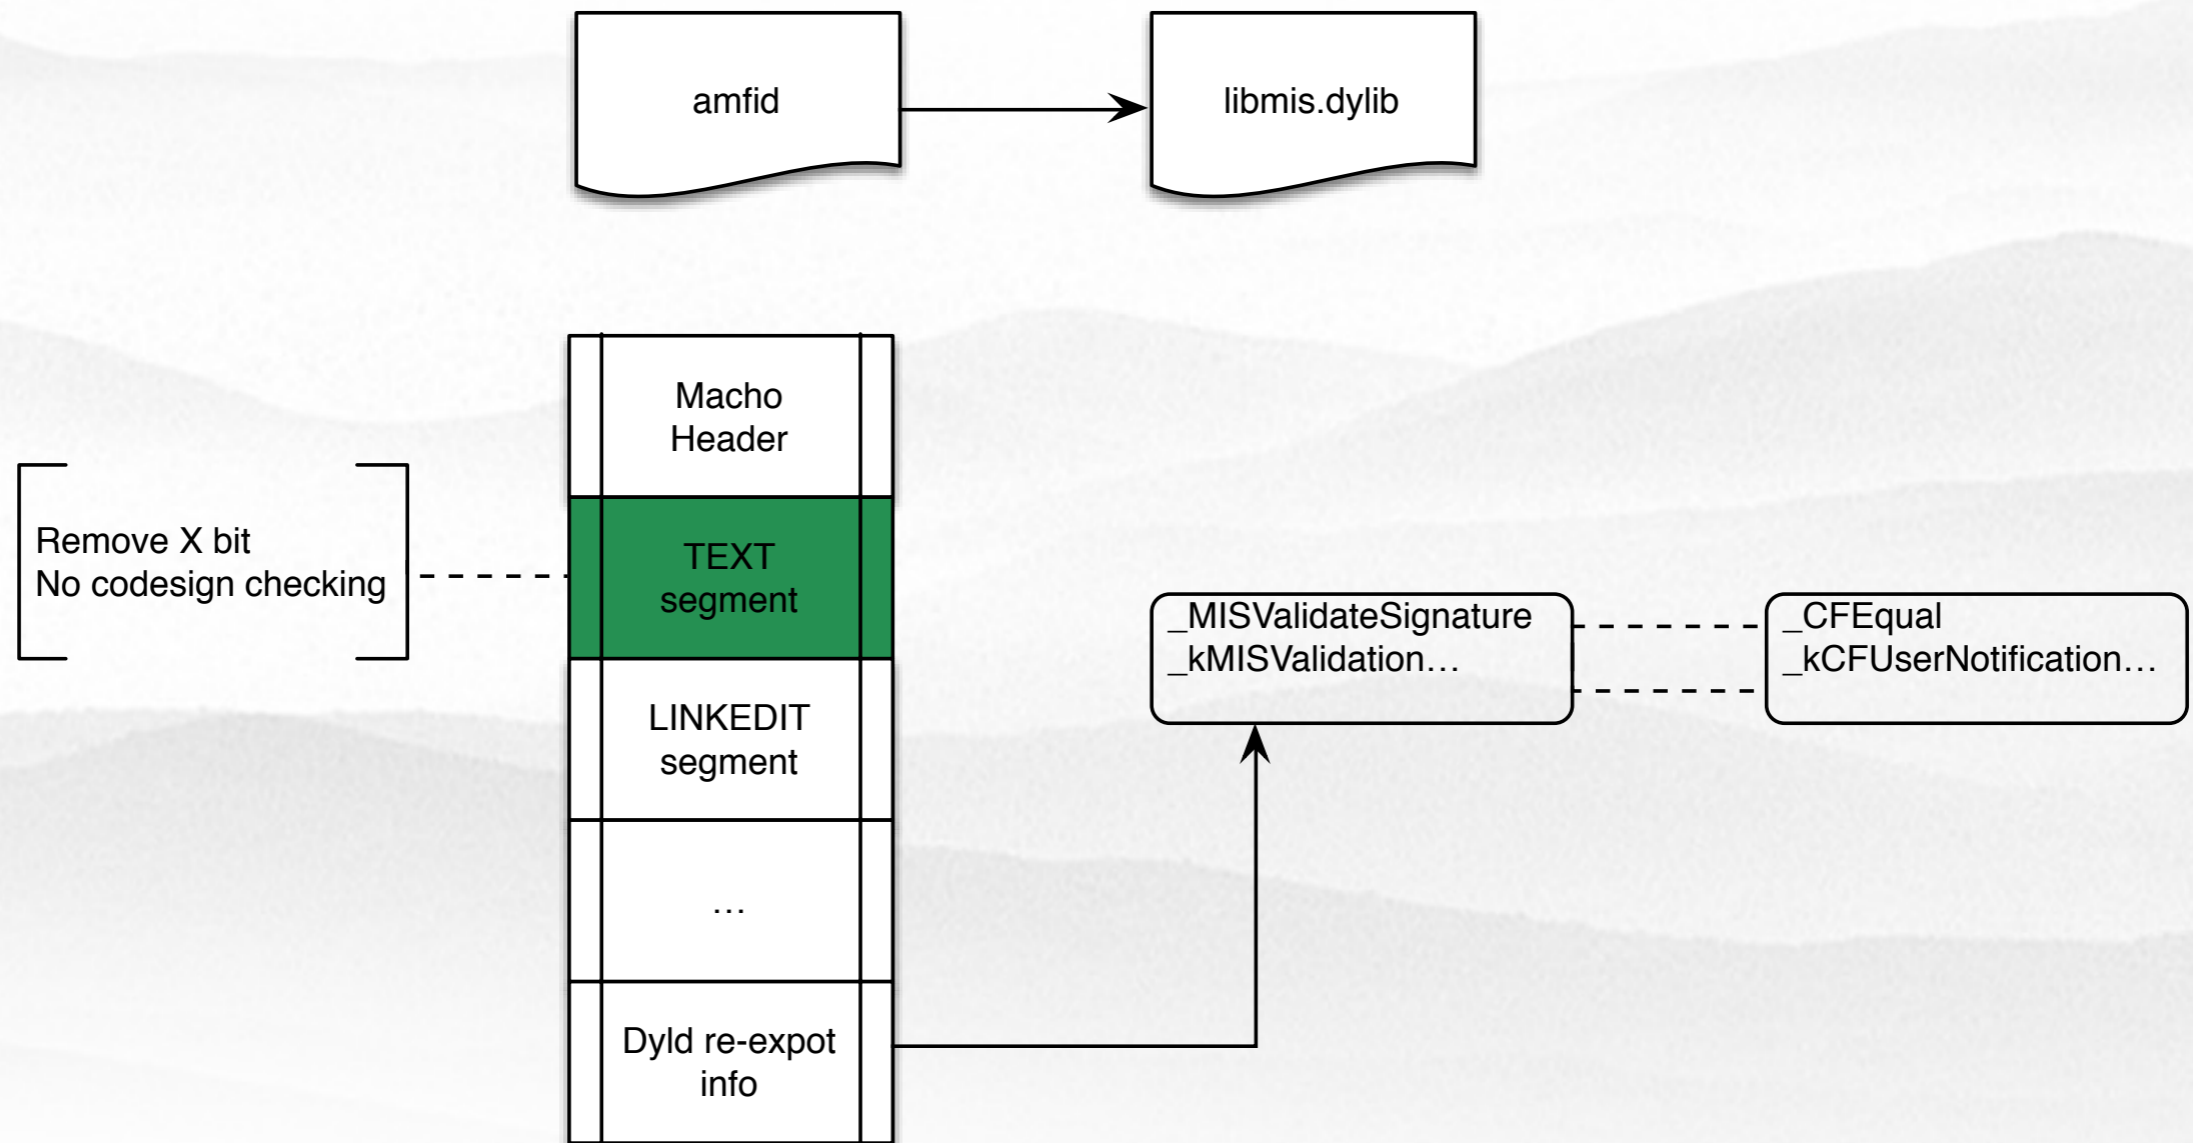 amfid
libmis.dylib
Macho
Header
Remove X bit
No codesign checking
TEXT
segment
LINKEDIT
segment
_MISValidateSignature
_kMISValidation…
_CFEqual
_kCFUserNotification…
…
Dyld re-expot
info